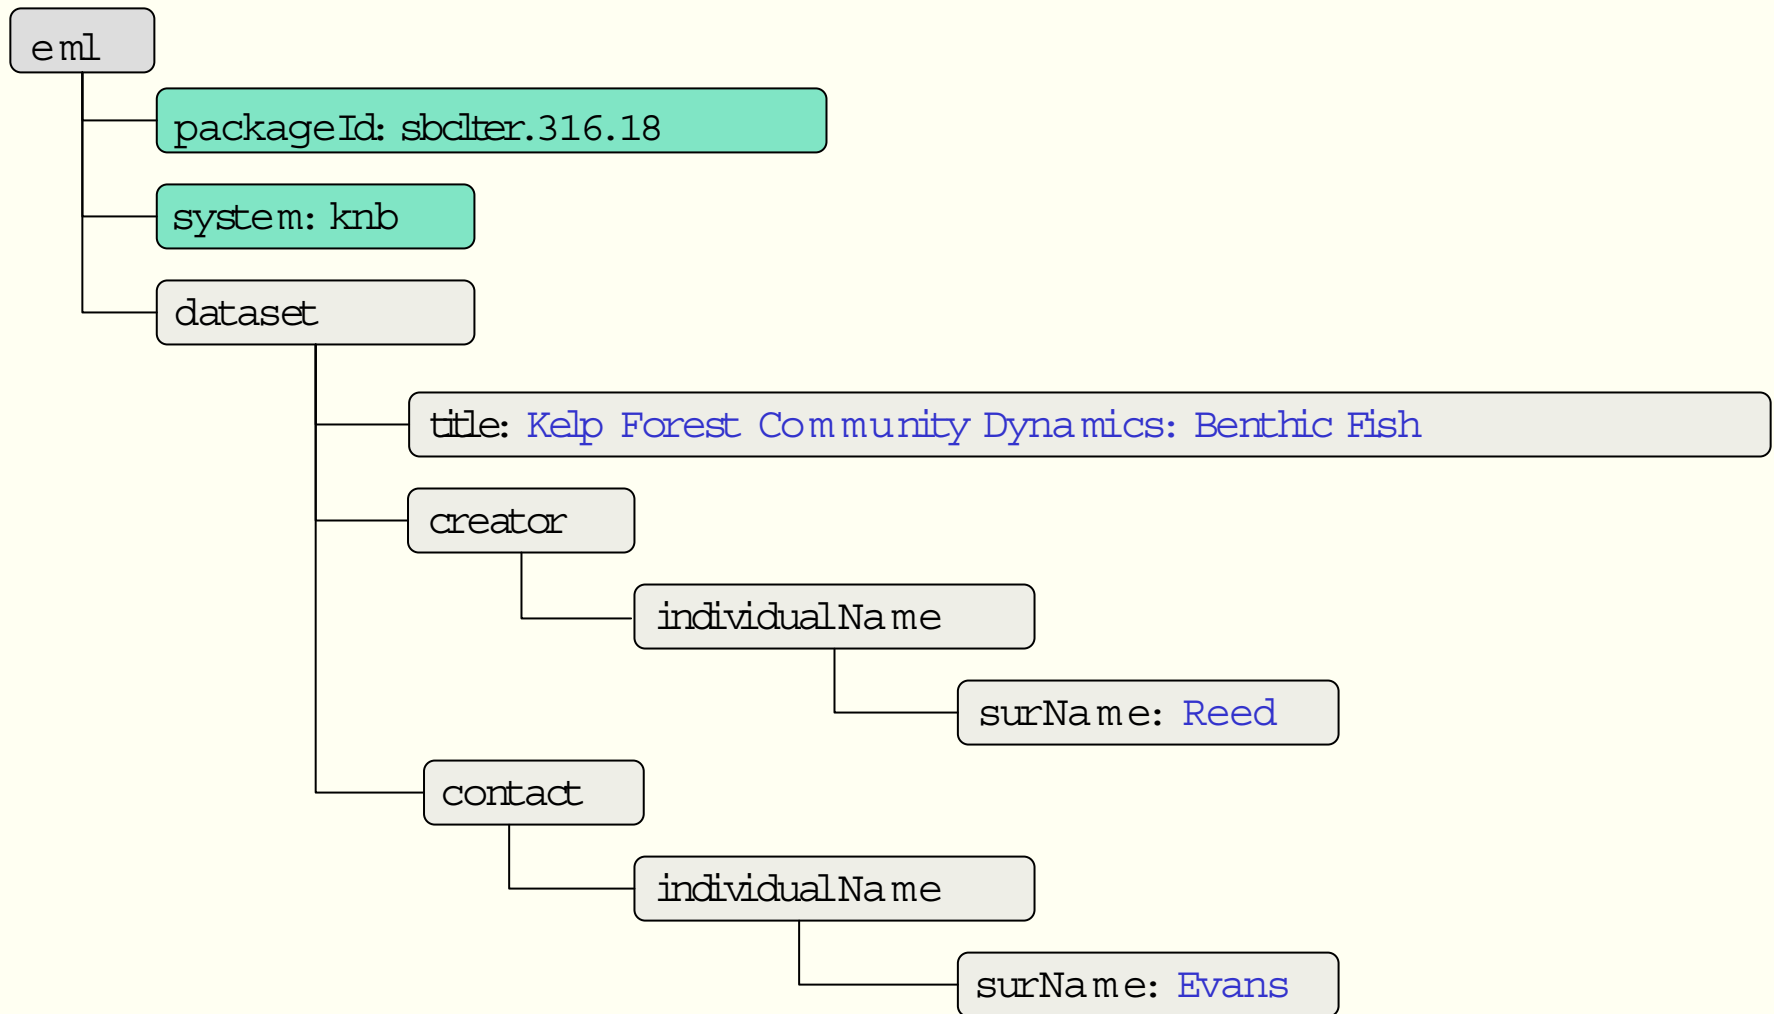 eml
packageId: sbclter.316.18
system: knb
dataset
title: Kelp Forest Community Dynamics: Benthic Fish
creator
individualName
surName: Reed
contact
individualName
surName: Evans